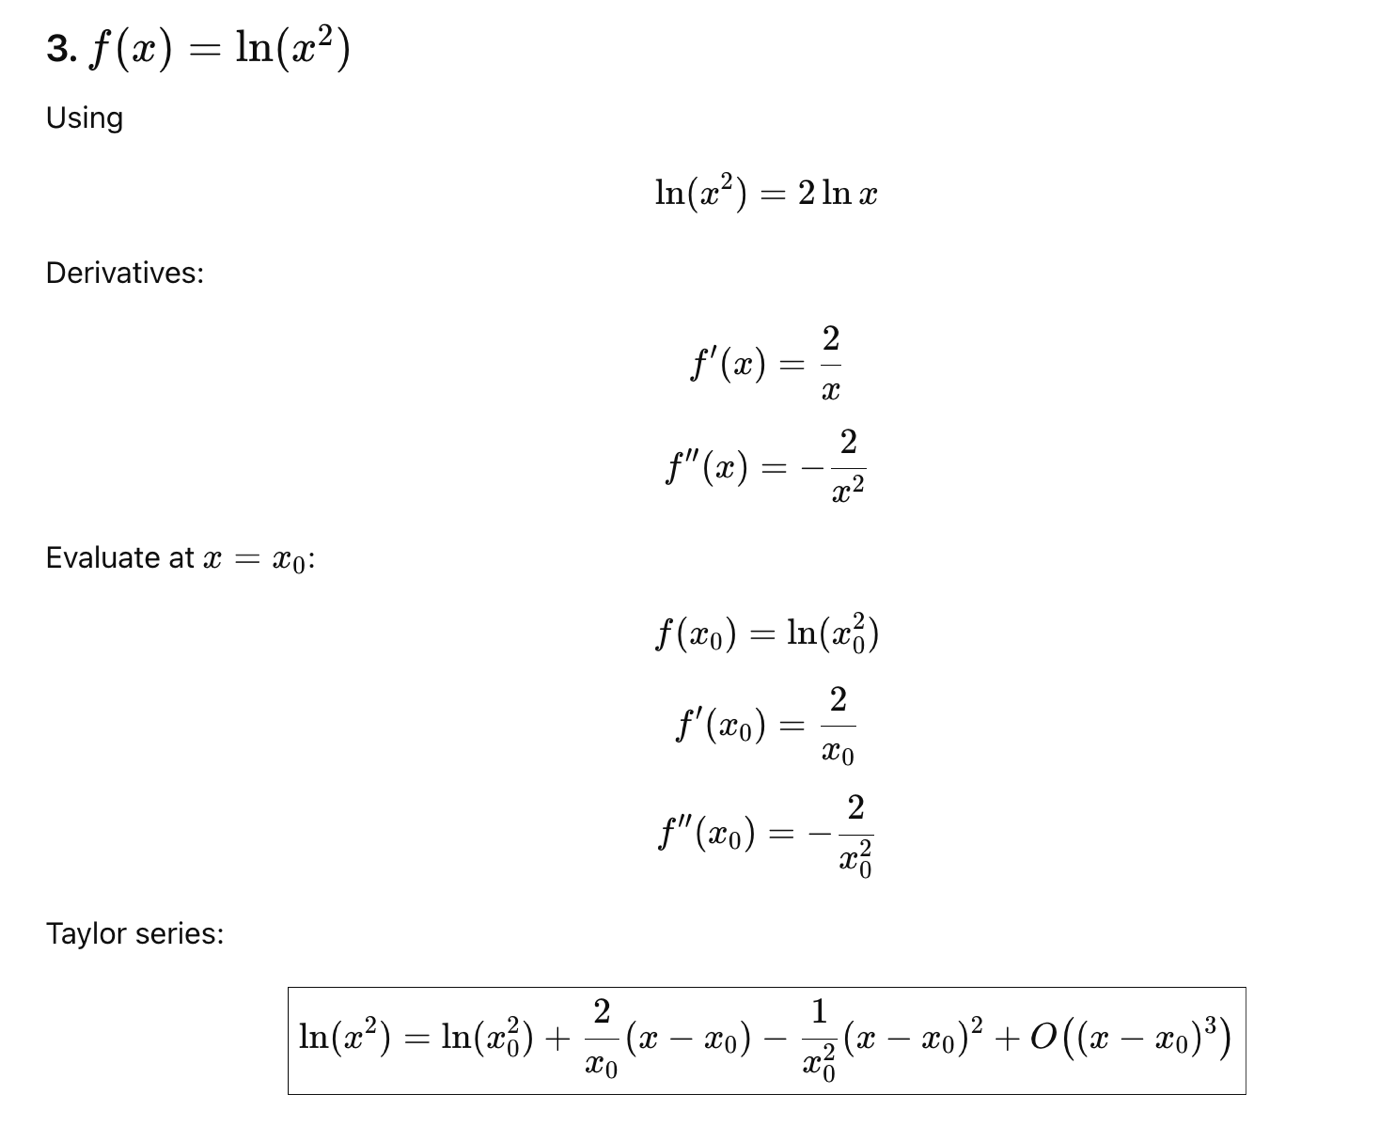 3. f(x) = ln(x²)
Using
ln(x²) = 2 ln x
Derivatives:
f′(x) = 2/x
f″(x) = −2/x²
Evaluate at x = x₀:
f(x₀) = ln(x₀²)
f′(x₀) = 2/x₀
f″(x₀) = −2/x₀²
Taylor series:
ln(x²) = ln(x₀²) + 2/x₀ (x − x₀) − 1/x₀² (x − x₀)² + O((x − x₀)³)